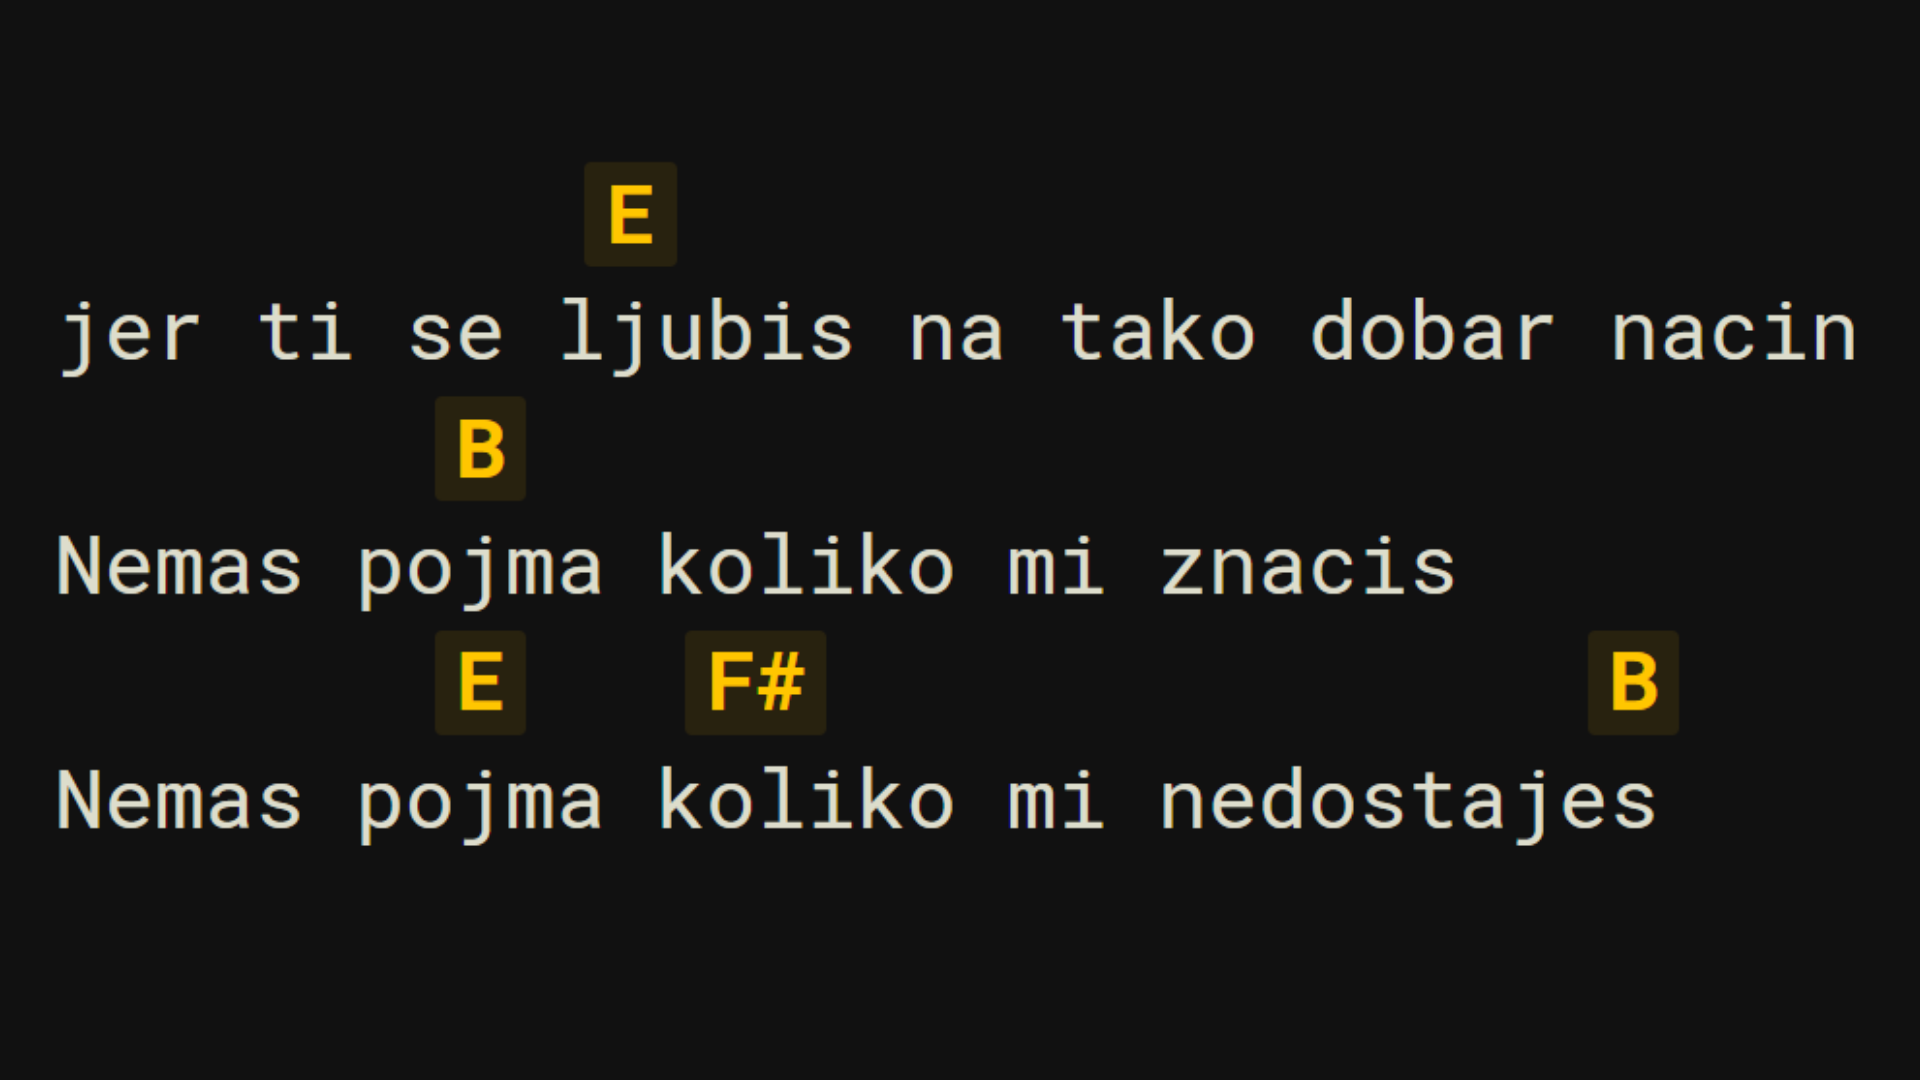 E
jer ti se ljubis na tako dobar nacin
B
Nemas pojma koliko mi znacis
E F# B
Nemas pojma koliko mi nedostajes